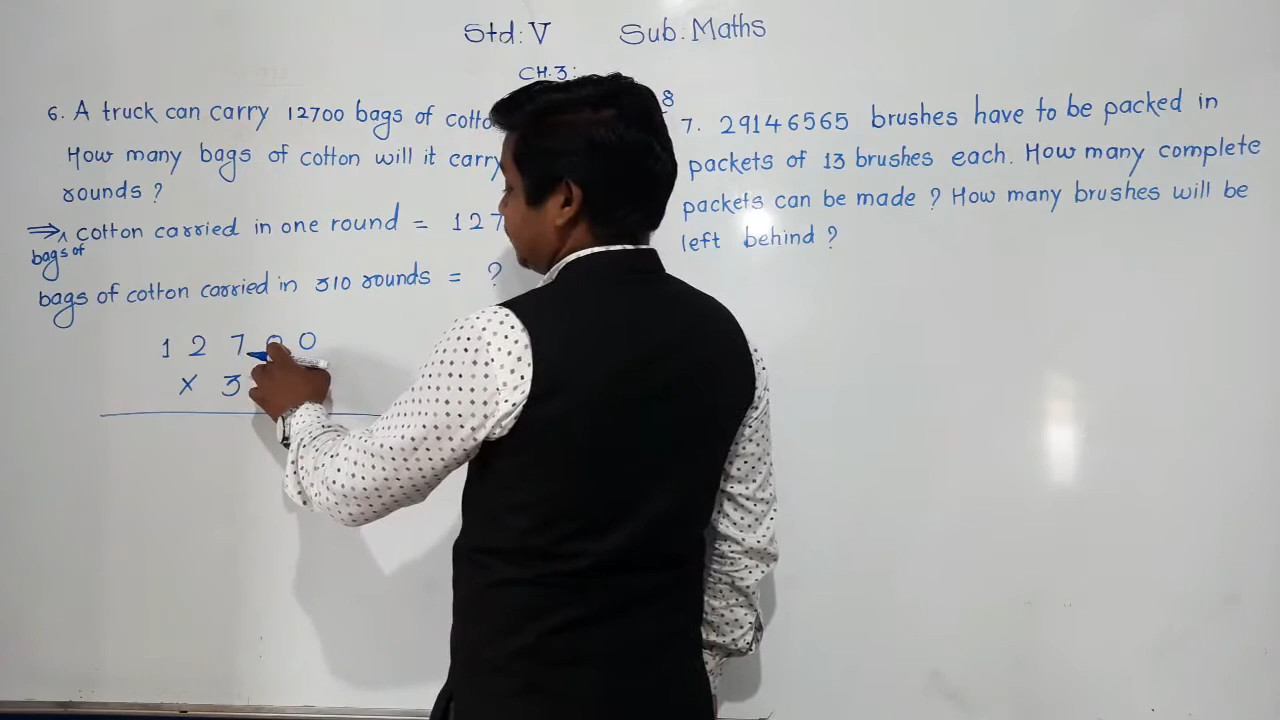 Std: V Sub. Maths
CH.3:
6. A truck can carry 12700 bags of cotto
How many bags of cotton will it carry
rounds ?
⇒ cotton carried in one round = 127
bags of
bags of cotton carried in 310 rounds = ?
1 2 7 0 0
× 3
8
7. 29146565 brushes have to be packed in
packets of 13 brushes each. How many complete
packets can be made ? How many brushes will be
left behind ?